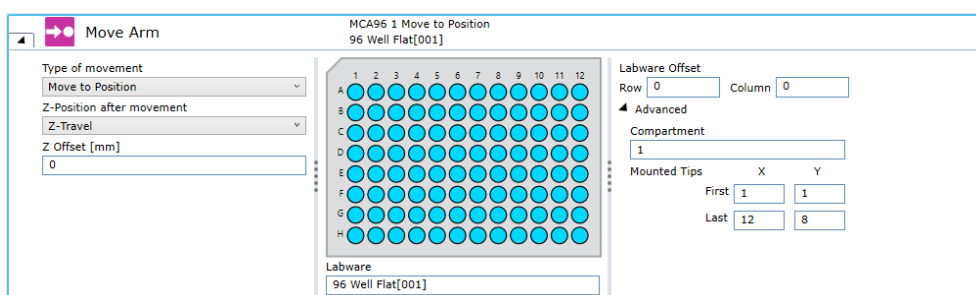 Move Arm
MCA96 1 Move to Position
96 Well Flat[001]
Type of movement
Move to Position
Z-Position after movement
Z-Travel
Z Offset [mm]
0
1 2 3 4 5 6 7 8 9 10 11 12
A
B
C
D
E
F
G
H
Labware
96 Well Flat[001]
Labware Offset
Row 0 Column 0
Advanced
Compartment
1
Mounted Tips X Y
First 1 1
Last 12 8